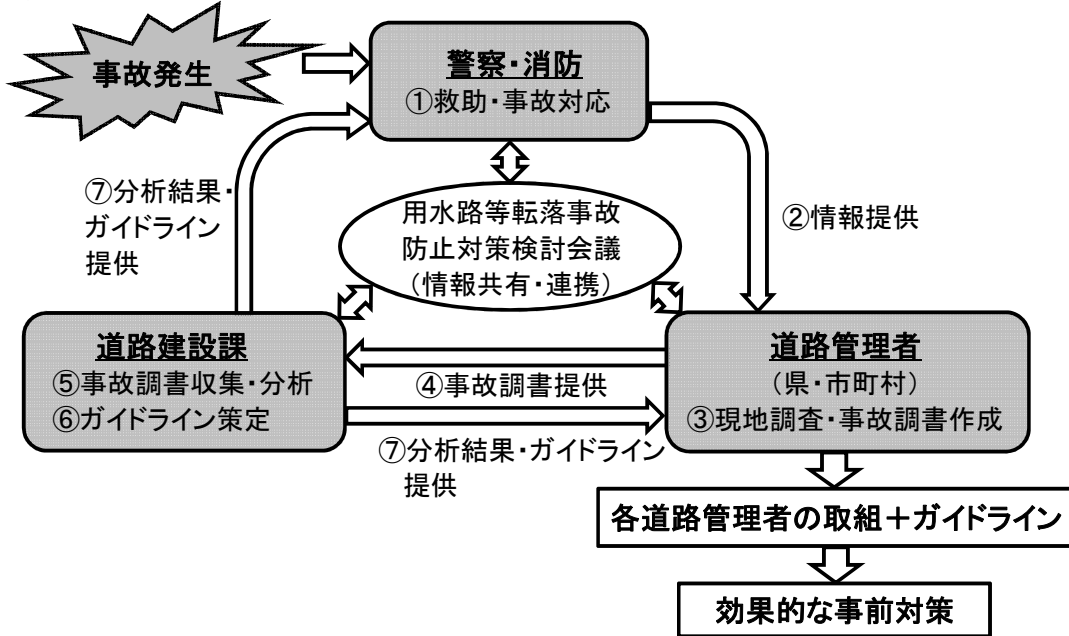 事故発生
警察・消防
①救助・事故対応
⑦分析結果・
ガイドライン
提供
用水路等転落事故
防止対策検討会議
（情報共有・連携）
②情報提供
道路建設課
⑤事故調書収集・分析
⑥ガイドライン策定
④事故調書提供
道路管理者
（県・市町村）
③現地調査・事故調書作成
⑦分析結果・ガイドライン
提供
各道路管理者の取組＋ガイドライン
効果的な事前対策